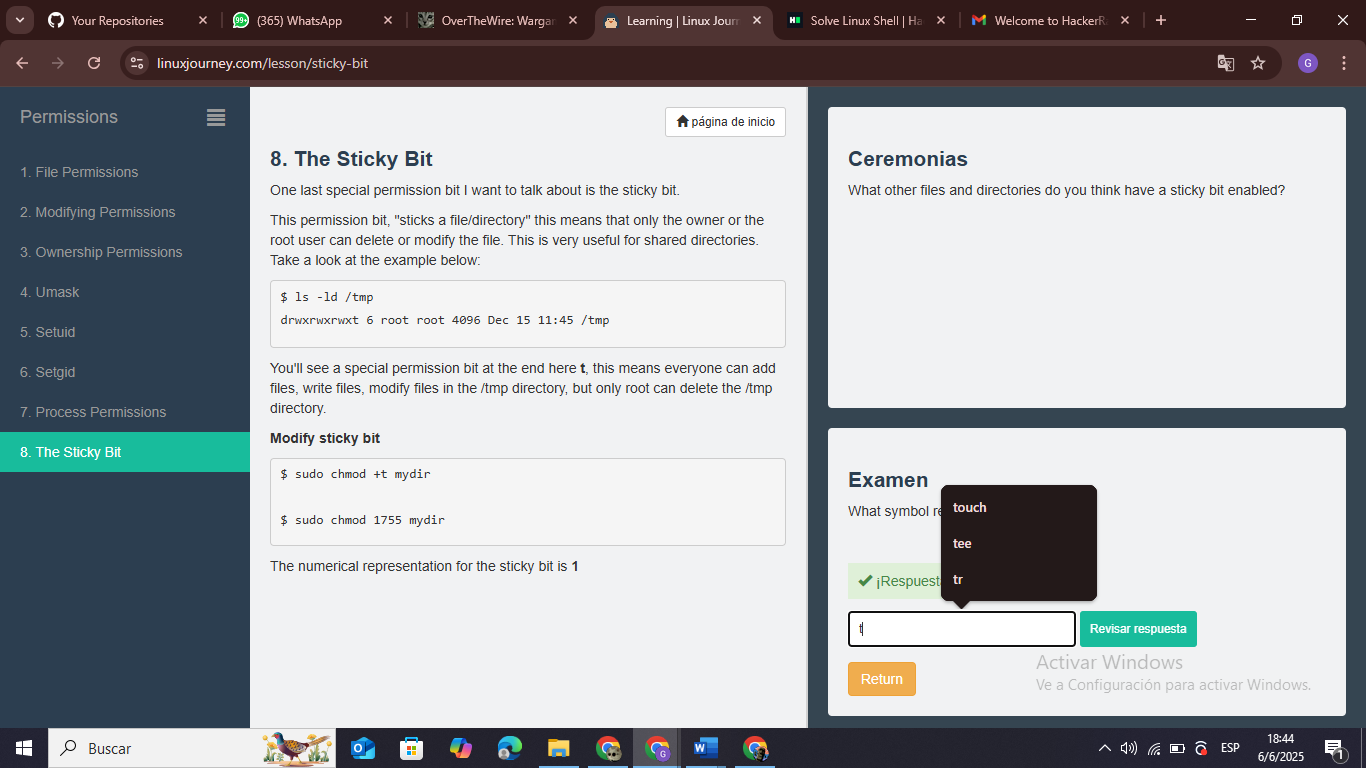 Your Repositories
(365) WhatsApp
OverTheWire: Wargar
Learning | Linux Journ
Solve Linux Shell | Ha
Welcome to HackerR
99+
linuxjourney.com/lesson/sticky-bit
G
Permissions
1. File Permissions
2. Modifying Permissions
3. Ownership Permissions
4. Umask
5. Setuid
6. Setgid
7. Process Permissions
8. The Sticky Bit
página de inicio
8. The Sticky Bit
One last special permission bit I want to talk about is the sticky bit.
This permission bit, "sticks a file/directory" this means that only the owner or the
root user can delete or modify the file. This is very useful for shared directories.
Take a look at the example below:
$ ls -ld /tmp
drwxrwxrwxt 6 root root 4096 Dec 15 11:45 /tmp
You'll see a special permission bit at the end here t, this means everyone can add
files, write files, modify files in the /tmp directory, but only root can delete the /tmp
directory.
Modify sticky bit
$ sudo chmod +t mydir
$ sudo chmod 1755 mydir
The numerical representation for the sticky bit is 1
Ceremonias
What other files and directories do you think have a sticky bit enabled?
Examen
What symbol re
touch
tee
tr
¡Respuesta
t
Revisar respuesta
Return
Activar Windows
Ve a Configuración para activar Windows.
Buscar
ESP
18:44
6/6/2025
1